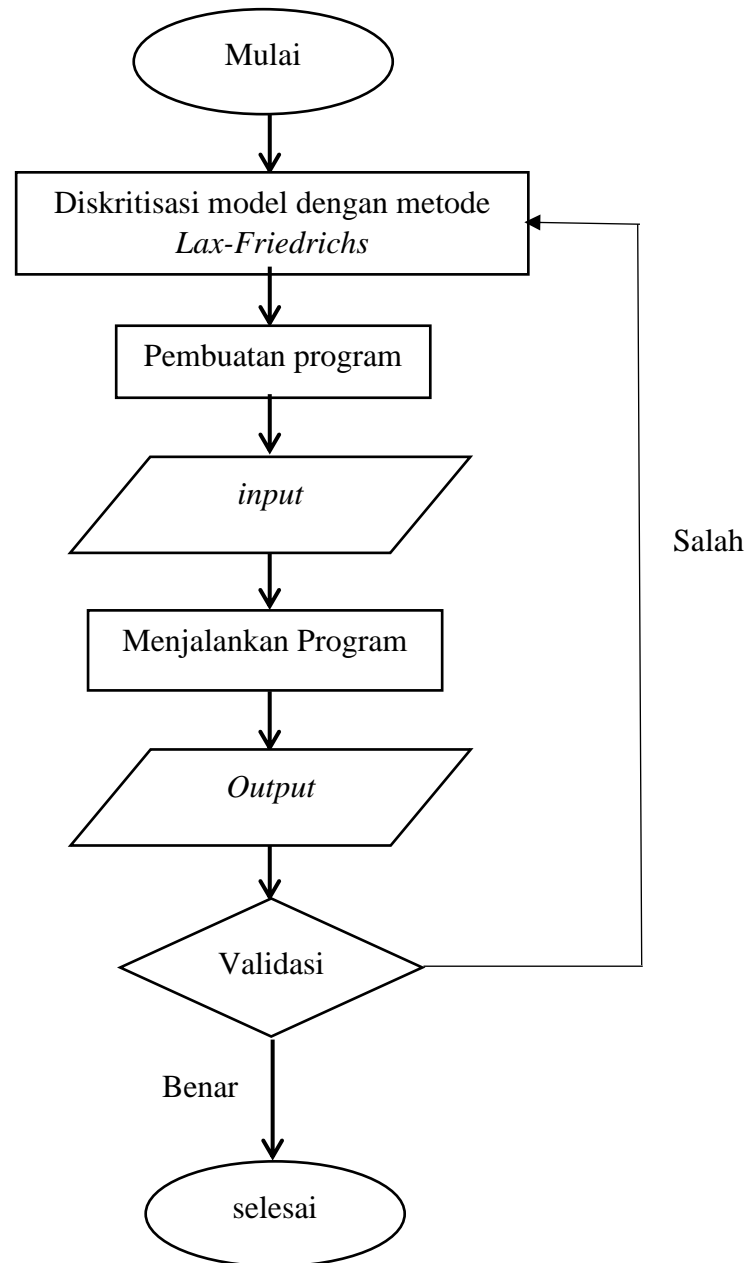 Mulai
Diskritisasi model dengan metode
Lax-Friedrichs
Pembuatan program
input
Salah
Menjalankan Program
Output
Validasi
Benar
selesai